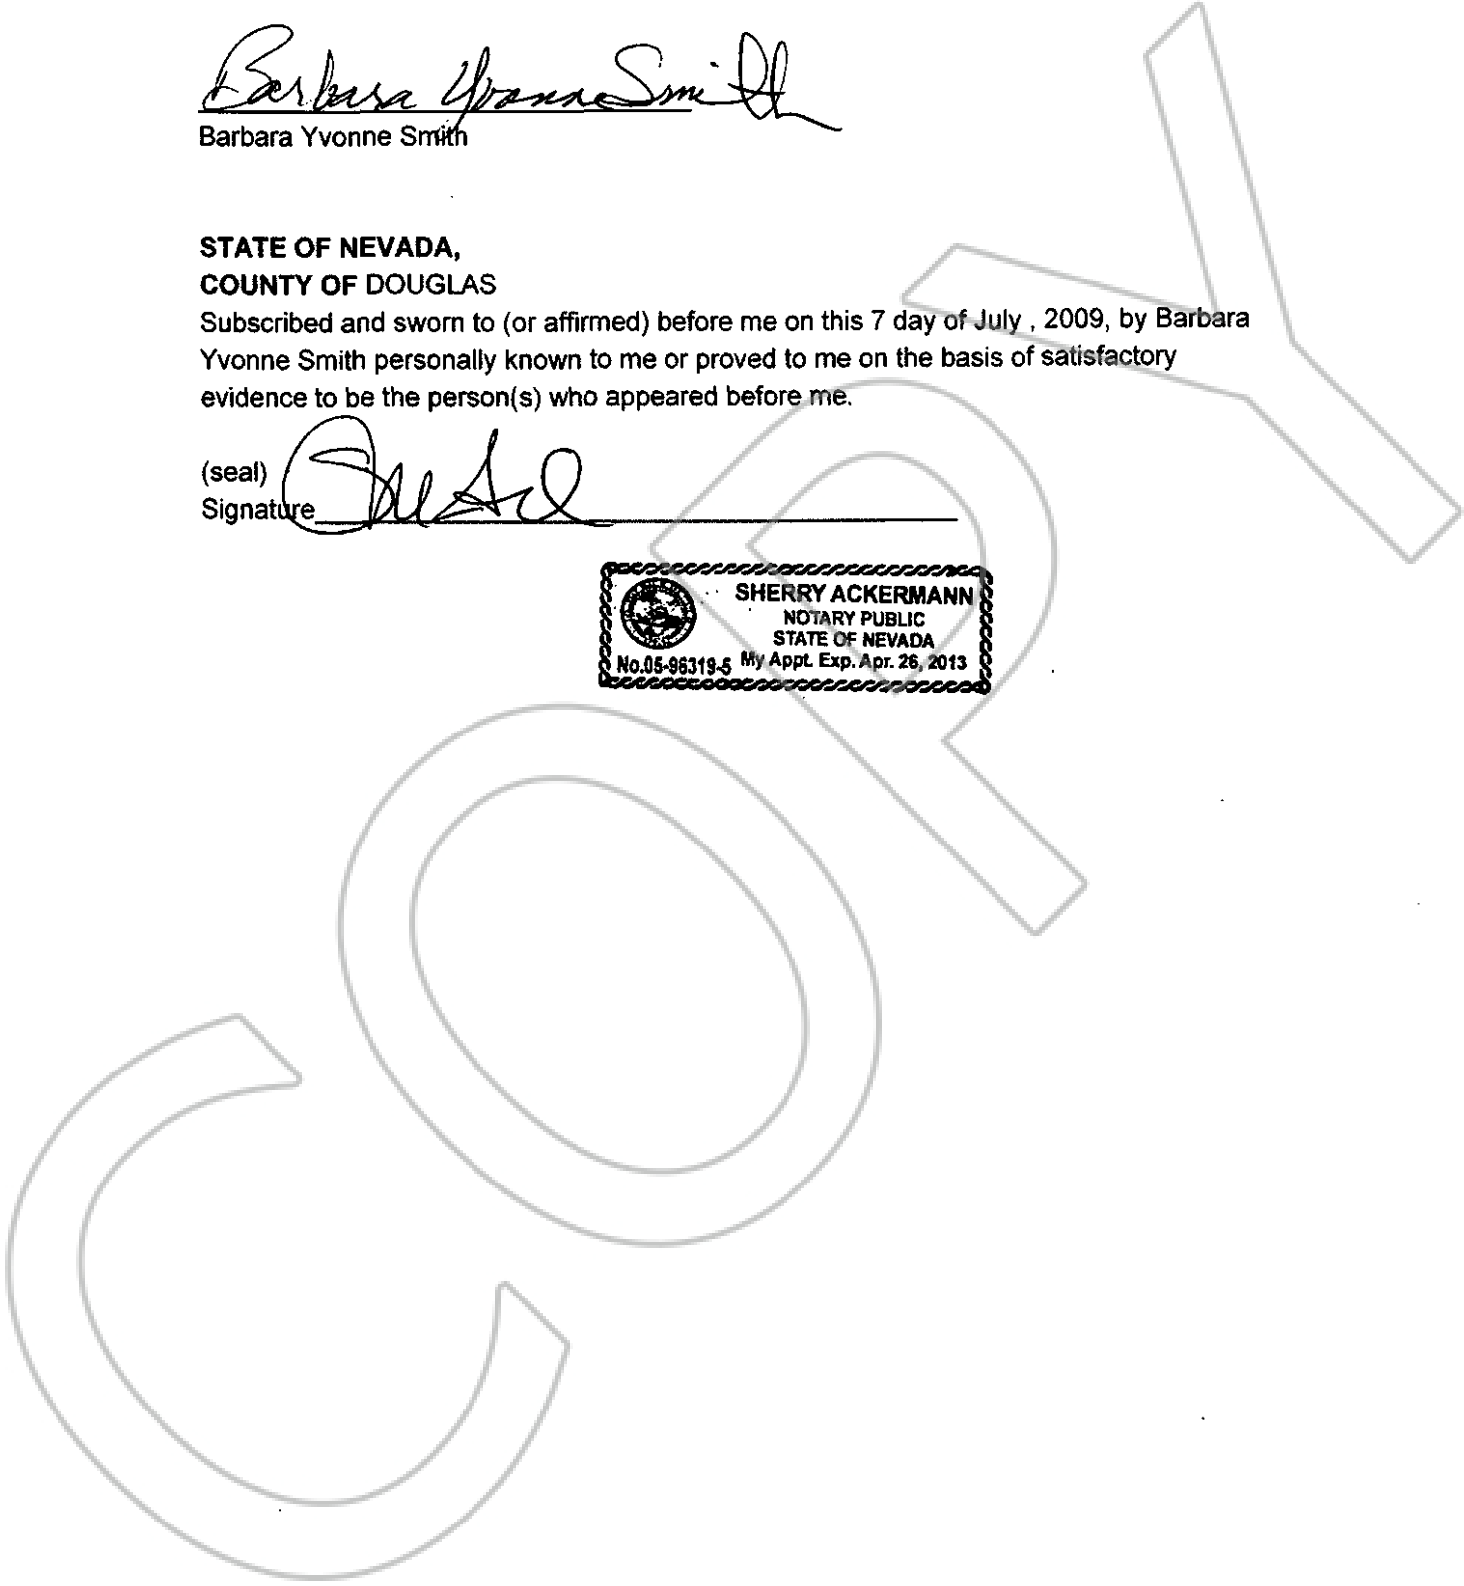 Barbara Yvonne Smith
Barbara Yvonne Smith
STATE OF NEVADA,
COUNTY OF DOUGLAS
Subscribed and sworn to (or affirmed) before me on this 7 day of July , 2009, by Barbara
Yvonne Smith personally known to me or proved to me on the basis of satisfactory
evidence to be the person(s) who appeared before me.
(seal)
Signature
SHERRY ACKERMANN
NOTARY PUBLIC
STATE OF NEVADA
No.05-96319-5 My Appt. Exp. Apr. 26, 2013
COPY